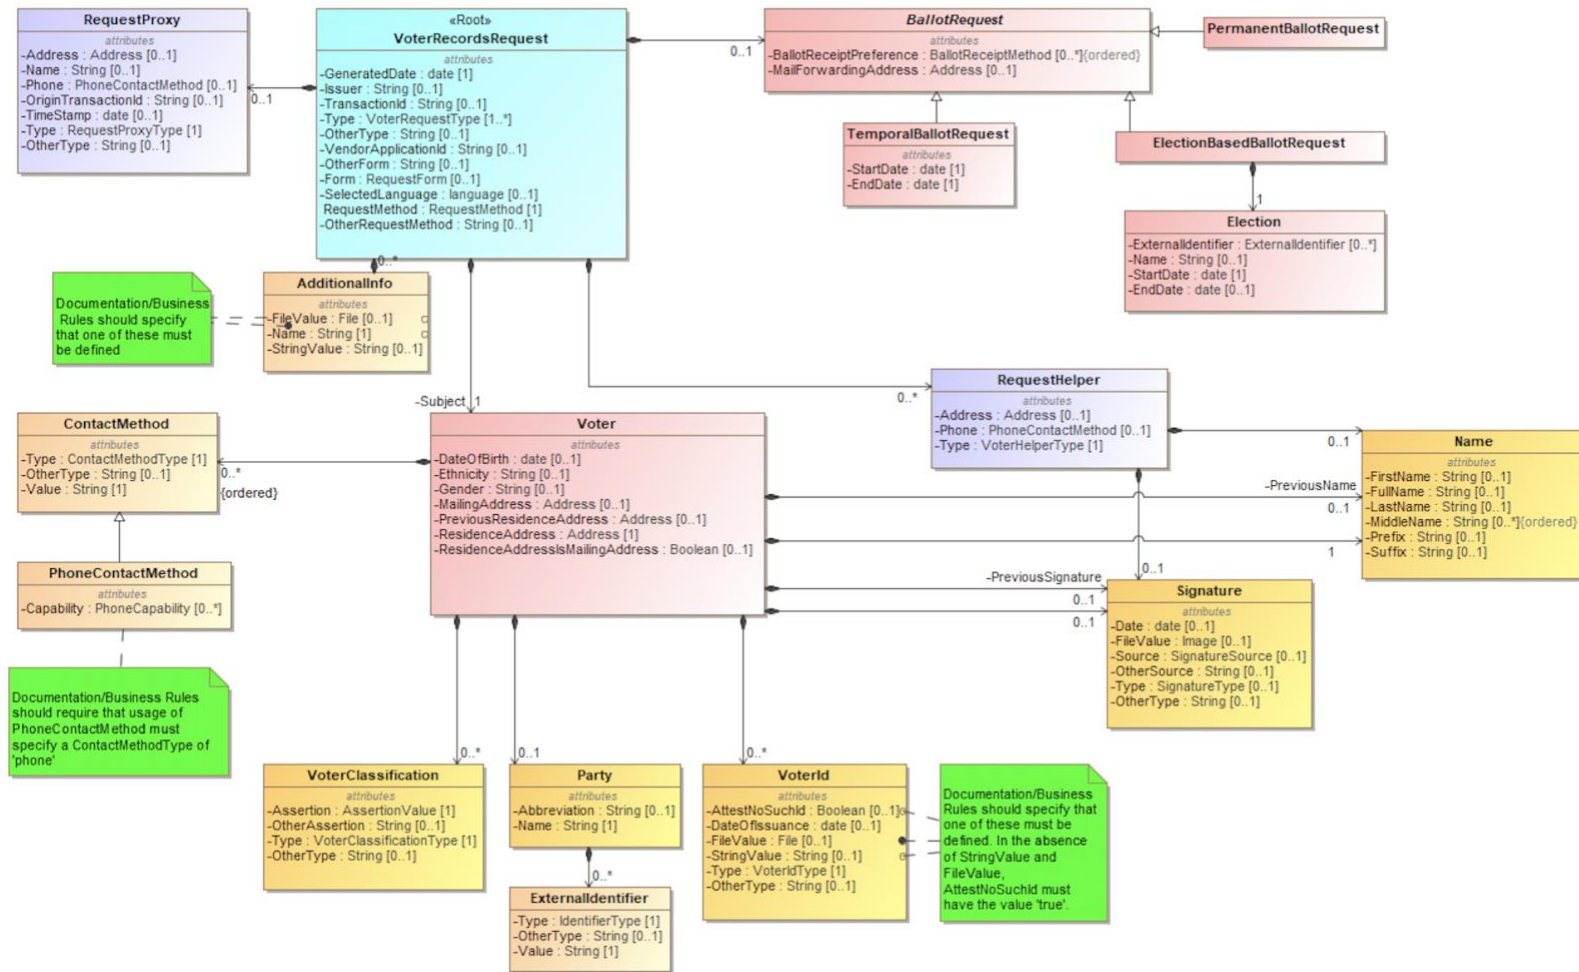 RequestProxy
attributes
-Address : Address [0..1]
-Name : String [0..1]
-Phone : PhoneContactMethod [0..1]
-OriginTransactionId : String [0..1]
-TimeStamp : date [0..1]
-Type : RequestProxyType [1]
-OtherType : String [0..1]
0..1
«Root»
VoterRecordsRequest
attributes
-GeneratedDate : date [1]
-Issuer : String [0..1]
-TransactionId : String [0..1]
-Type : VoterRequestType [1..*]
-OtherType : String [0..1]
-VendorApplicationId : String [0..1]
-OtherForm : String [0..1]
-Form : RequestForm [0..1]
-SelectedLanguage : language [0..1]
RequestMethod : RequestMethod [1]
-OtherRequestMethod : String [0..1]
0..1
BallotRequest
attributes
-BallotReceiptPreference : BallotReceiptMethod [0..*]{ordered}
-MailForwardingAddress : Address [0..1]
PermanentBallotRequest
TemporalBallotRequest
attributes
-StartDate : date [1]
-EndDate : date [1]
ElectionBasedBallotRequest
1
Election
-ExternalIdentifier : ExternalIdentifier [0..*]
-Name : String [0..1]
-StartDate : date [1]
-EndDate : date [0..1]
0..*
AdditionalInfo
attributes
-FileValue : File [0..1]
-Name : String [1]
-StringValue : String [0..1]
Documentation/Business
Rules should specify
that one of these must
be defined
-Subject 1
0..*
RequestHelper
attributes
-Address : Address [0..1]
-Phone : PhoneContactMethod [0..1]
-Type : VoterHelperType [1]
0..1
ContactMethod
attributes
-Type : ContactMethodType [1]
-OtherType : String [0..1]
-Value : String [1]
0..*
{ordered}
Voter
attributes
-DateOfBirth : date [0..1]
-Ethnicity : String [0..1]
-Gender : String [0..1]
-MailingAddress : Address [0..1]
-PreviousResidenceAddress : Address [0..1]
-ResidenceAddress : Address [1]
-ResidenceAddressIsMailingAddress : Boolean [0..1]
-PreviousName
0..1
1
Name
attributes
-FirstName : String [0..1]
-FullName : String [0..1]
-LastName : String [0..1]
-MiddleName : String [0..*]{ordered}
-Prefix : String [0..1]
-Suffix : String [0..1]
PhoneContactMethod
attributes
-Capability : PhoneCapability [0..*]
-PreviousSignature
0..1
0..1
0..1
Signature
attributes
-Date : date [0..1]
-FileValue : Image [0..1]
-Source : SignatureSource [0..1]
-OtherSource : String [0..1]
-Type : SignatureType [0..1]
-OtherType : String [0..1]
Documentation/Business Rules
should require that usage of
PhoneContactMethod must
specify a ContactMethodType of
'phone'
0..*
VoterClassification
attributes
-Assertion : AssertionValue [1]
-OtherAssertion : String [0..1]
-Type : VoterClassificationType [1]
-OtherType : String [0..1]
0..1
Party
attributes
-Abbreviation : String [0..1]
-Name : String [1]
0..*
ExternalIdentifier
-Type : IdentifierType [1]
-OtherType : String [0..1]
-Value : String [1]
0..*
VoterId
attributes
-AttestNoSuchId : Boolean [0..1]
-DateOfIssuance : date [0..1]
-FileValue : File [0..1]
-StringValue : String [0..1]
-Type : VoterIdType [1]
-OtherType : String [0..1]
Documentation/Business
Rules should specify that
one of these must be
defined. In the absence
of StringValue and
FileValue,
AttestNoSuchId must
have the value 'true'.